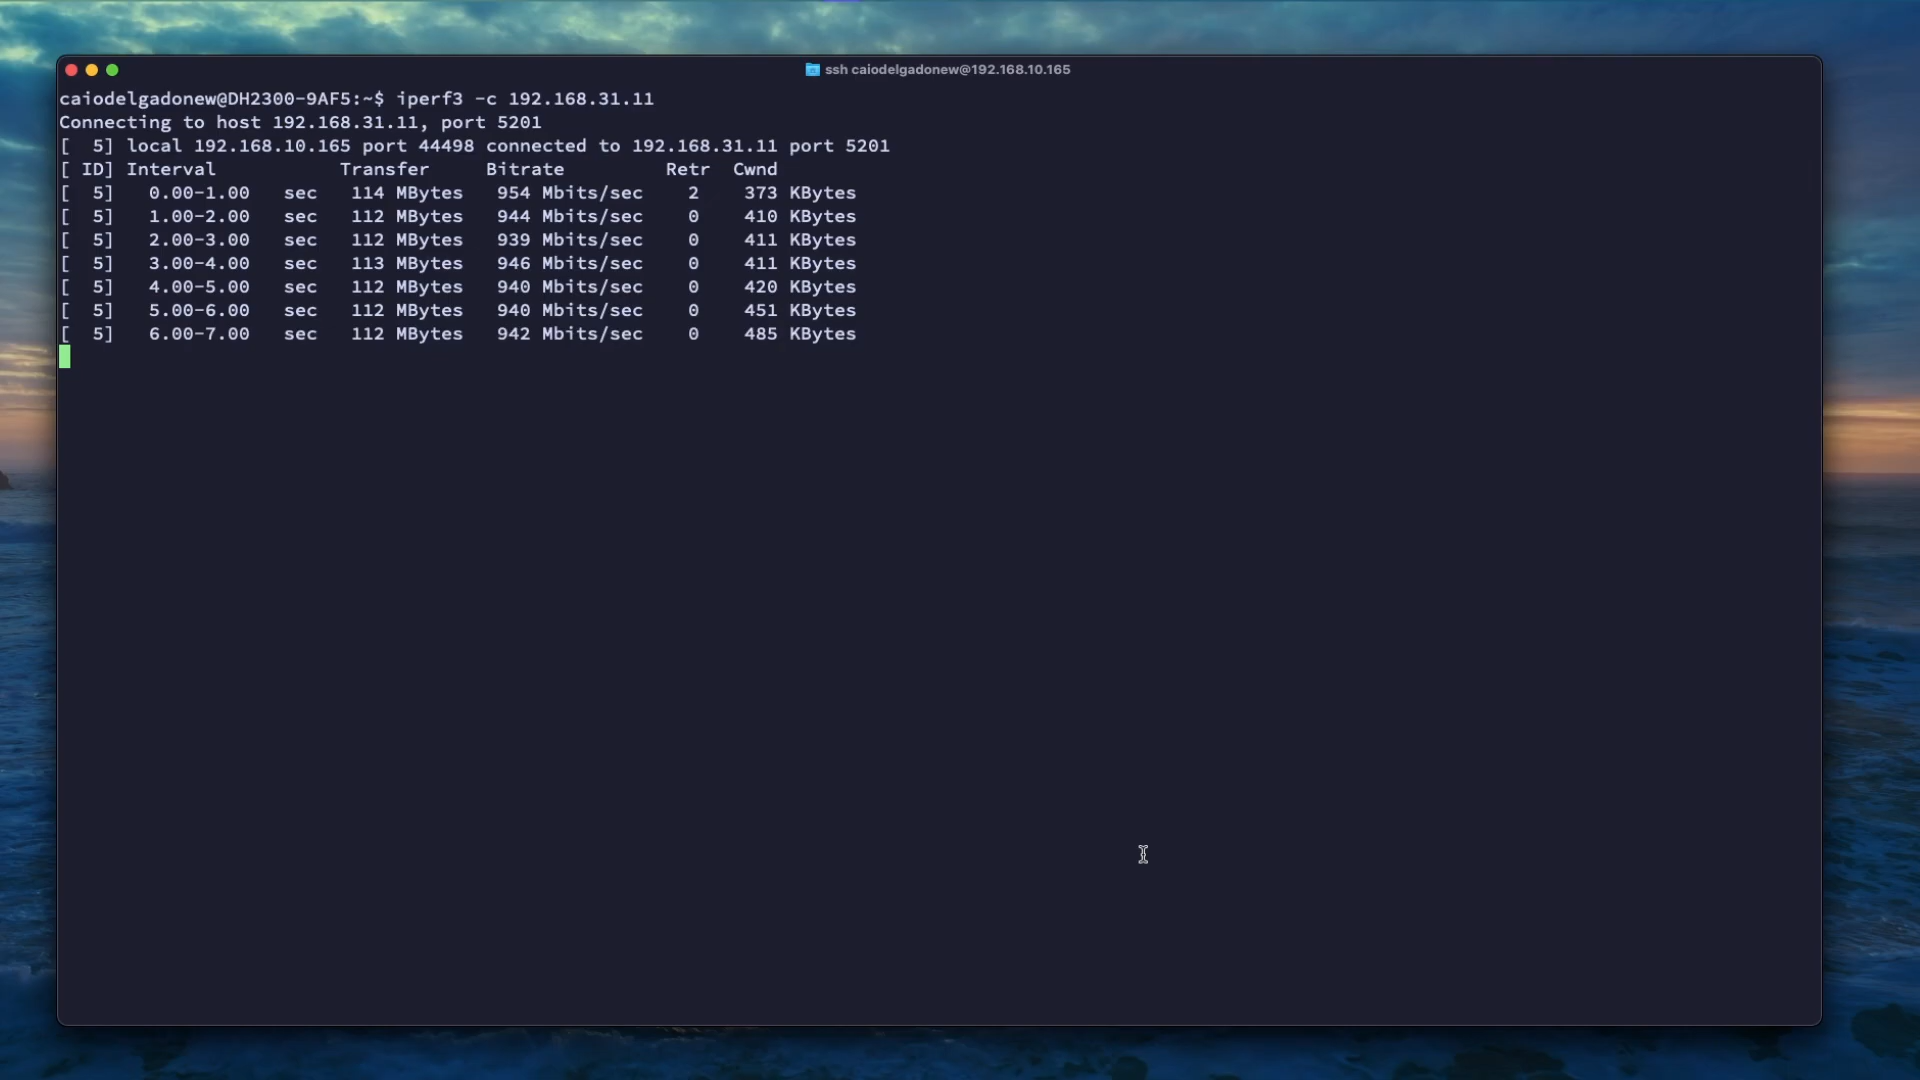 ssh caiodelgadonew@192.168.10.165
caiodelgadonew@DH2300-9AF5:~$ iperf3 -c 192.168.31.11
Connecting to host 192.168.31.11, port 5201
[  5] local 192.168.10.165 port 44498 connected to 192.168.31.11 port 5201
[ ID] Interval           Transfer     Bitrate         Retr  Cwnd
[  5]   0.00-1.00   sec   114 MBytes   954 Mbits/sec    2    373 KBytes
[  5]   1.00-2.00   sec   112 MBytes   944 Mbits/sec    0    410 KBytes
[  5]   2.00-3.00   sec   112 MBytes   939 Mbits/sec    0    411 KBytes
[  5]   3.00-4.00   sec   113 MBytes   946 Mbits/sec    0    411 KBytes
[  5]   4.00-5.00   sec   112 MBytes   940 Mbits/sec    0    420 KBytes
[  5]   5.00-6.00   sec   112 MBytes   940 Mbits/sec    0    451 KBytes
[  5]   6.00-7.00   sec   112 MBytes   942 Mbits/sec    0    485 KBytes